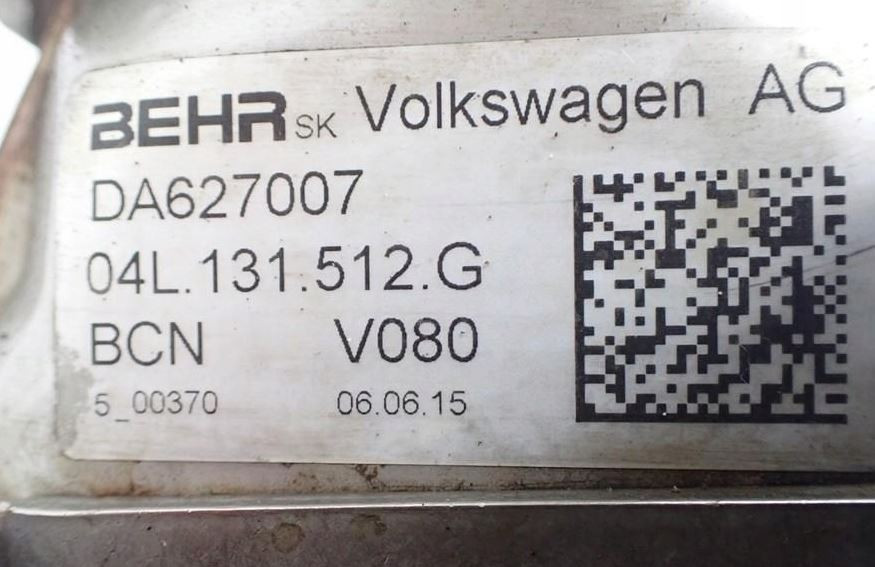 BEHR SK Volkswagen AG
DA627007
04L.131.512.G
BCN V080
5_00370 06.06.15